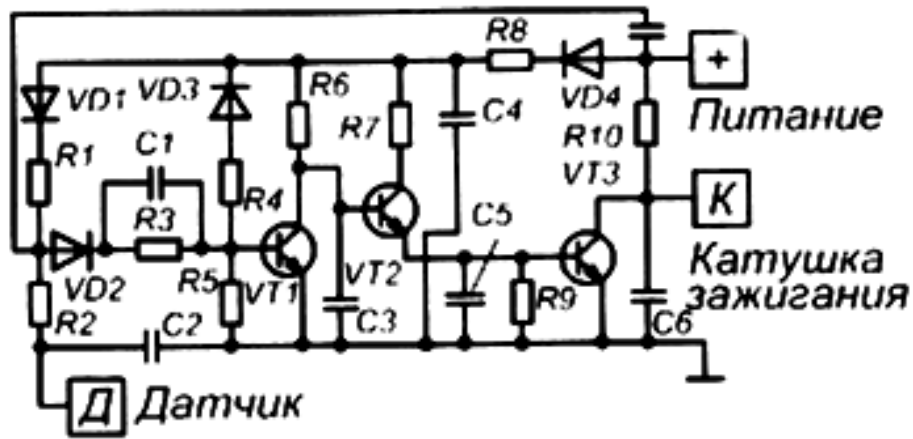 R8
+
VD1
VD3
R6
VD4
Питание
C4
R7
R10
R1
C1
VT3
R4
C5
К
R3
Катушка
зажигания
VD2
R5
VT1
VT2
R9
R2
C2
C3
C6
Д
Датчик